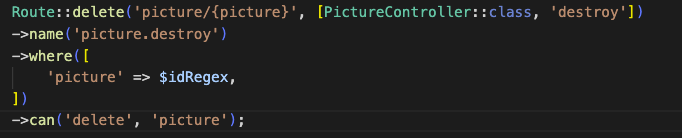 Route::delete('picture/{picture}', [PictureController::class, 'destroy'])
->name('picture.destroy')
->where([
    'picture' => $idRegex,
])
->can('delete', 'picture');